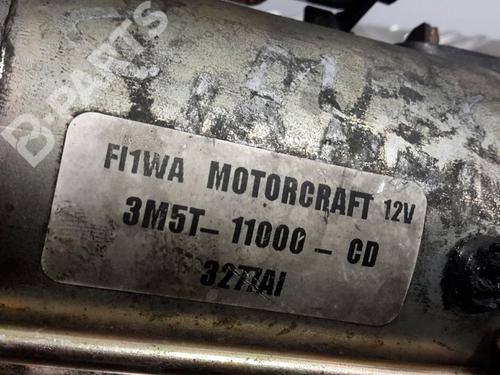 B-PARTS
FI1WA MOTORCRAFT 12V
3M5T-11000-CD
3277AI